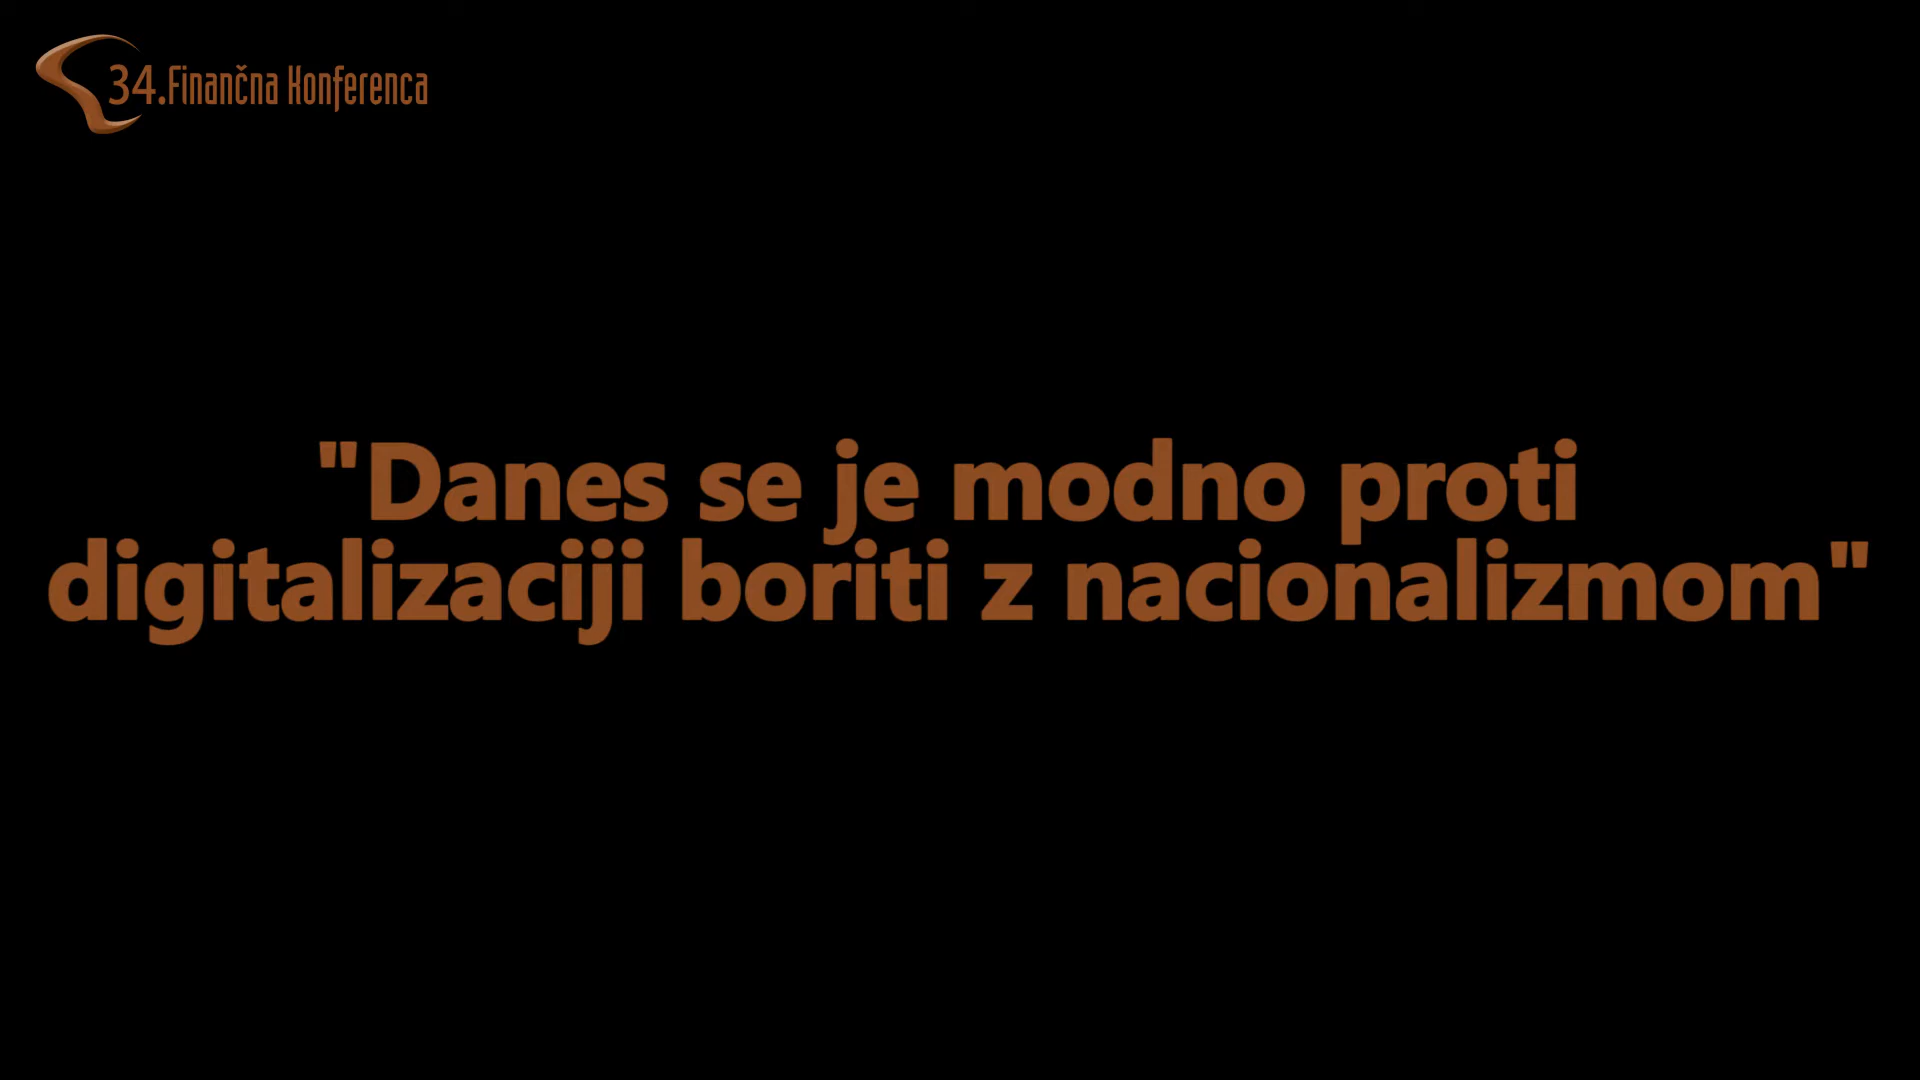 34.Finančna Konferenca
"Danes se je modno proti
digitalizaciji boriti z nacionalizmom"